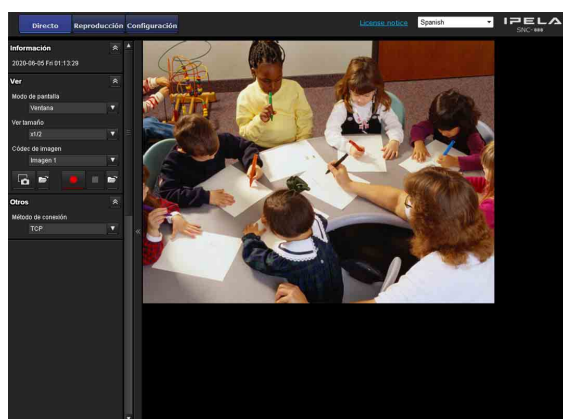 Directo Reproducción Configuración License notice Spanish IPELA
SNC-***
Información
2020-06-05 Fri 01:13:29
Ver
Modo de pantalla
Ventana
Ver tamaño
x1/2
Códec de imagen
Imagen 1
Otros
Método de conexión
TCP